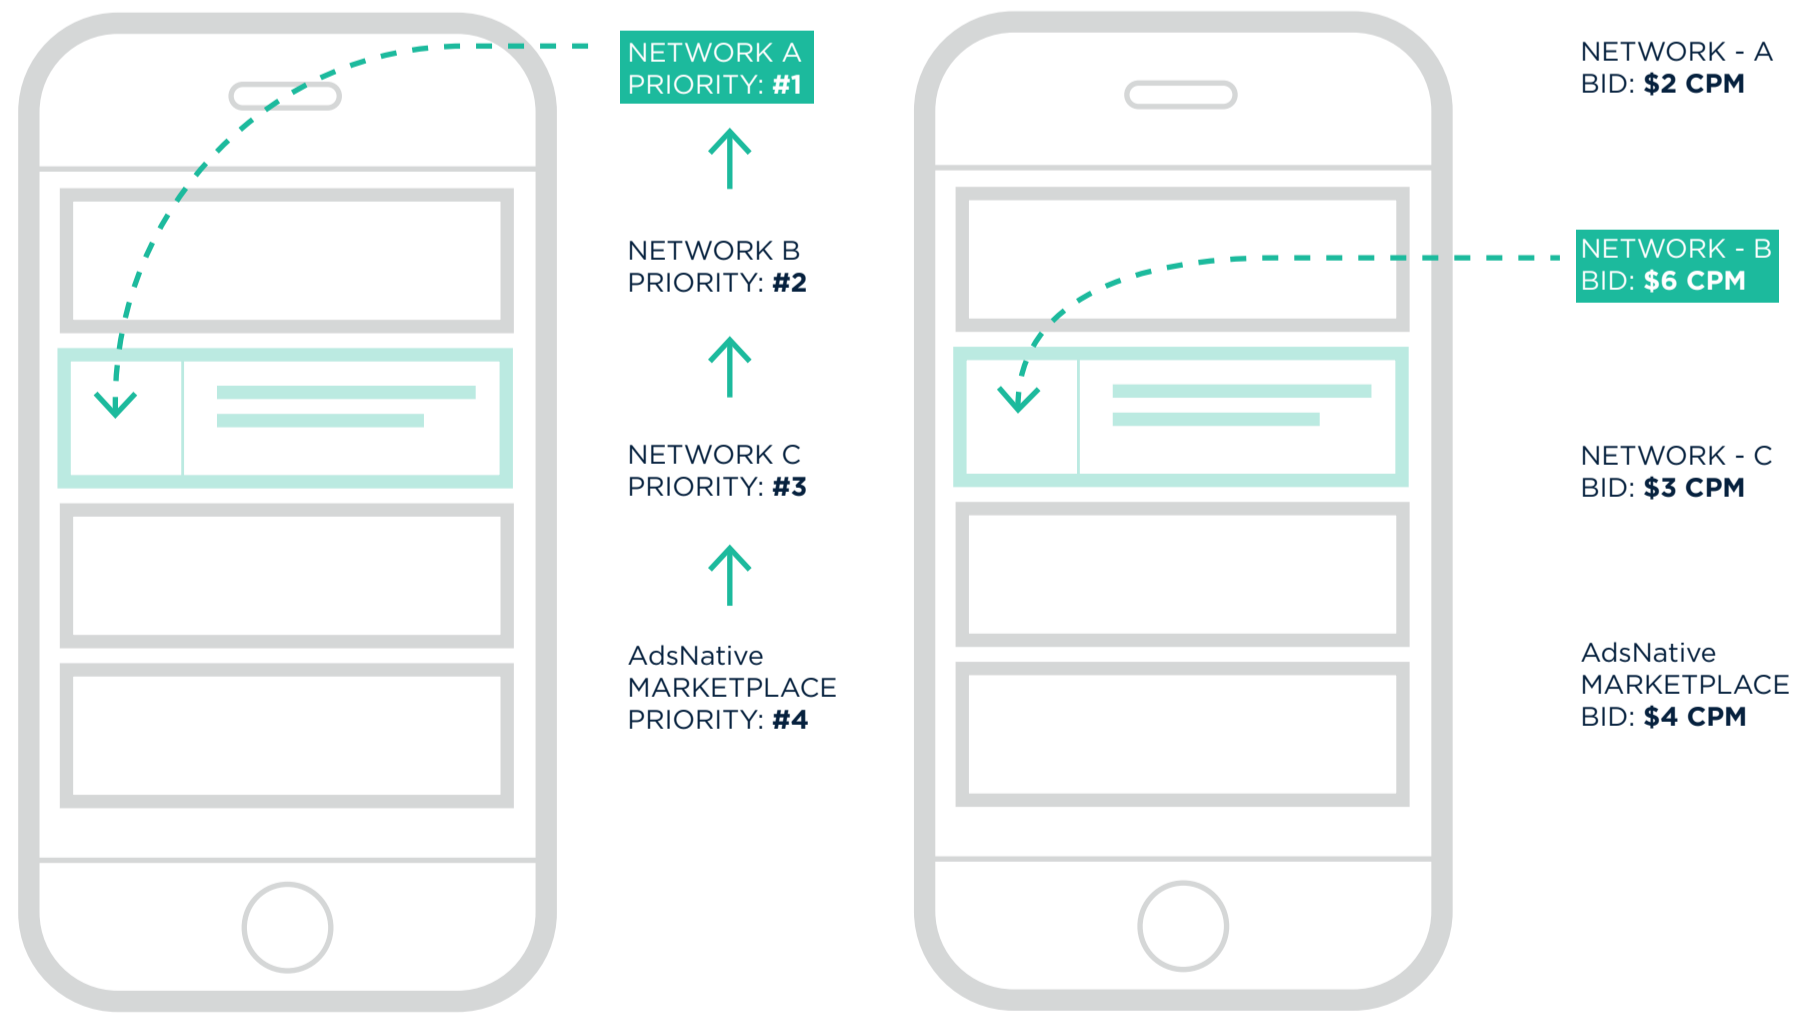 NETWORK A
PRIORITY: #1
NETWORK B
PRIORITY: #2
NETWORK C
PRIORITY: #3
AdsNative
MARKETPLACE
PRIORITY: #4
NETWORK - A
BID: $2 CPM
NETWORK - B
BID: $6 CPM
NETWORK - C
BID: $3 CPM
AdsNative
MARKETPLACE
BID: $4 CPM